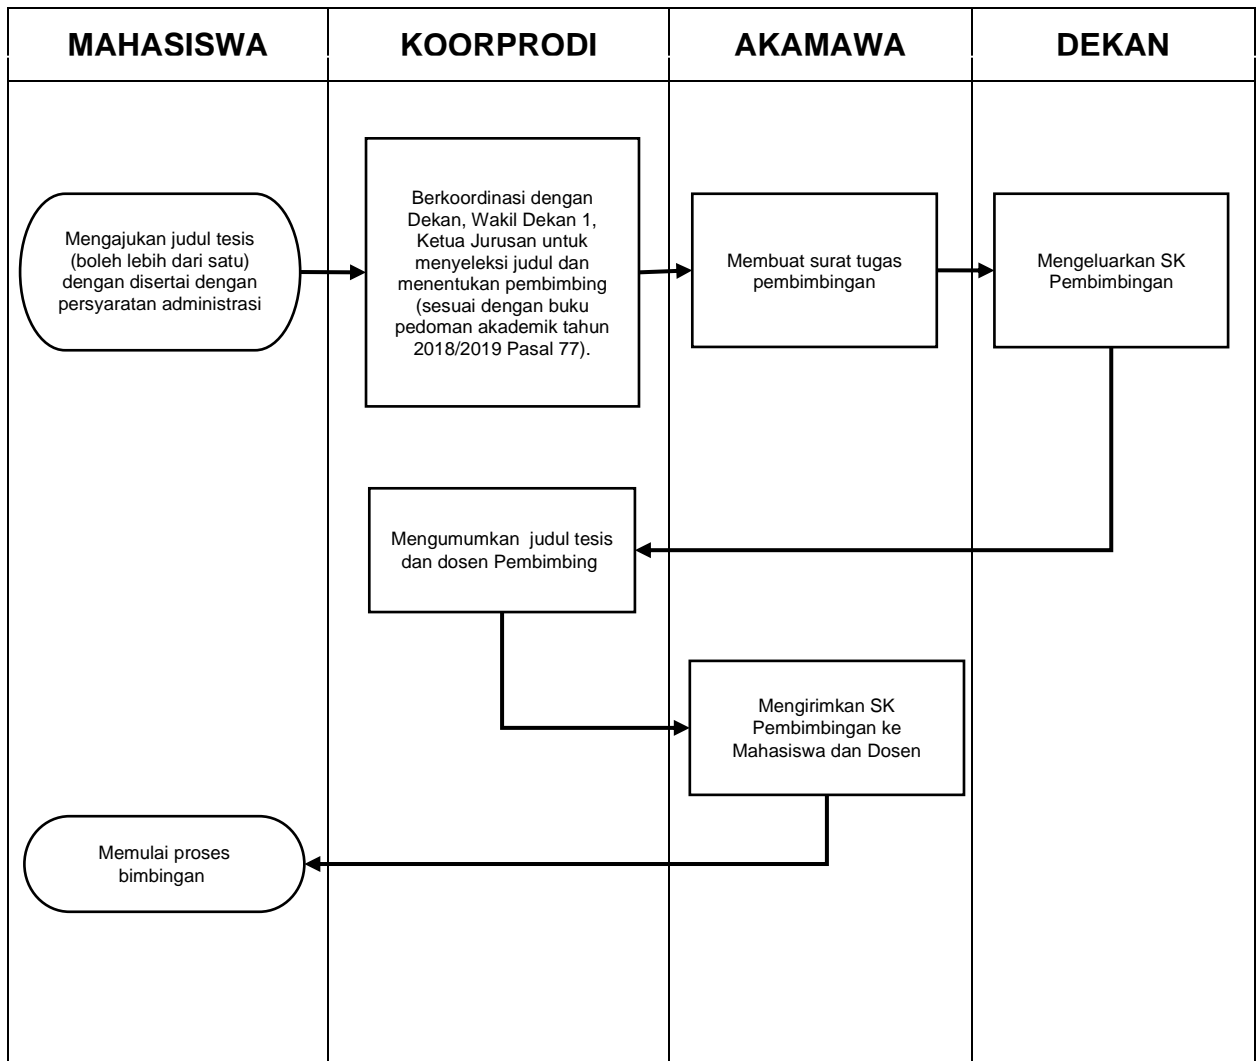 MAHASISWA
KOORPRODI
AKAMAWA
DEKAN
Mengajukan judul tesis
(boleh lebih dari satu)
dengan disertai dengan
persyaratan administrasi
Berkoordinasi dengan
Dekan, Wakil Dekan 1,
Ketua Jurusan untuk
menyeleksi judul dan
menentukan pembimbing
(sesuai dengan buku
pedoman akademik tahun
2018/2019 Pasal 77).
Membuat surat tugas
pembimbingan
Mengeluarkan SK
Pembimbingan
Mengumumkan judul tesis
dan dosen Pembimbing
Mengirimkan SK
Pembimbingan ke
Mahasiswa dan Dosen
Memulai proses
bimbingan